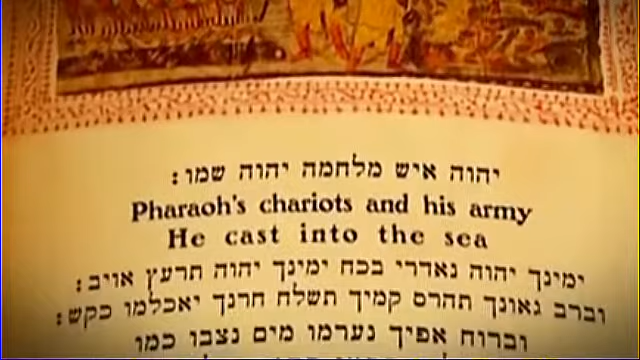 יהוה איש מלחמה יהוה שמו :
Pharaoh's chariots and his army
He cast into the sea
ימינך יהוה נאדרי בכח ימינך יהוה תרעץ אויב :
וברב גאונך תהרס קמיך תשלח חרנך יאכלמו כקש :
וברוח אפיך נערמו מים נצבו כמו